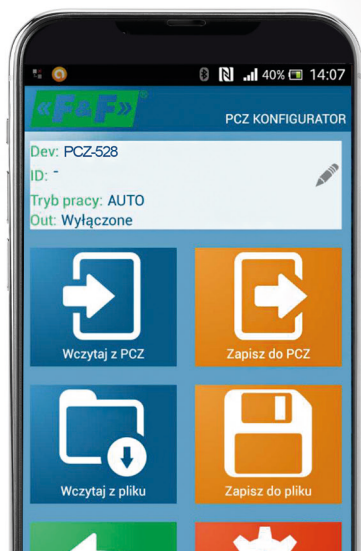 40% 14:07
«F&F»®
PCZ KONFIGURATOR
Dev: PCZ-528
ID: -
Tryb pracy: AUTO
Out: Wyłączone
Wczytaj z PCZ
Zapisz do PCZ
Wczytaj z pliku
Zapisz do pliku